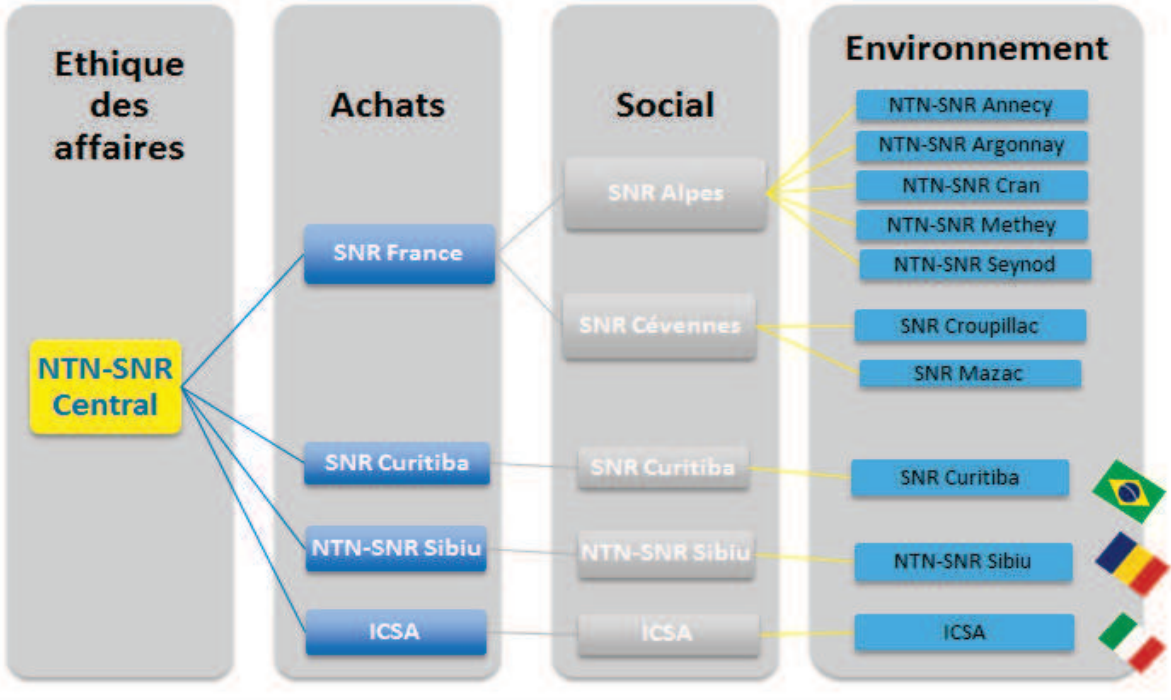 Ethique
des
affaires
NTN-SNR
Central
Achats
SNR France
SNR Curitiba
NTN-SNR Sibiu
ICSA
Social
SNR Alpes
SNR Cévennes
SNR Curitiba
NTN-SNR Sibiu
ICSA
Environnement
NTN-SNR Annecy
NTN-SNR Argonnay
NTN-SNR Cran
NTN-SNR Methey
NTN-SNR Seynod
SNR Croupillac
SNR Mazac
SNR Curitiba
NTN-SNR Sibiu
ICSA